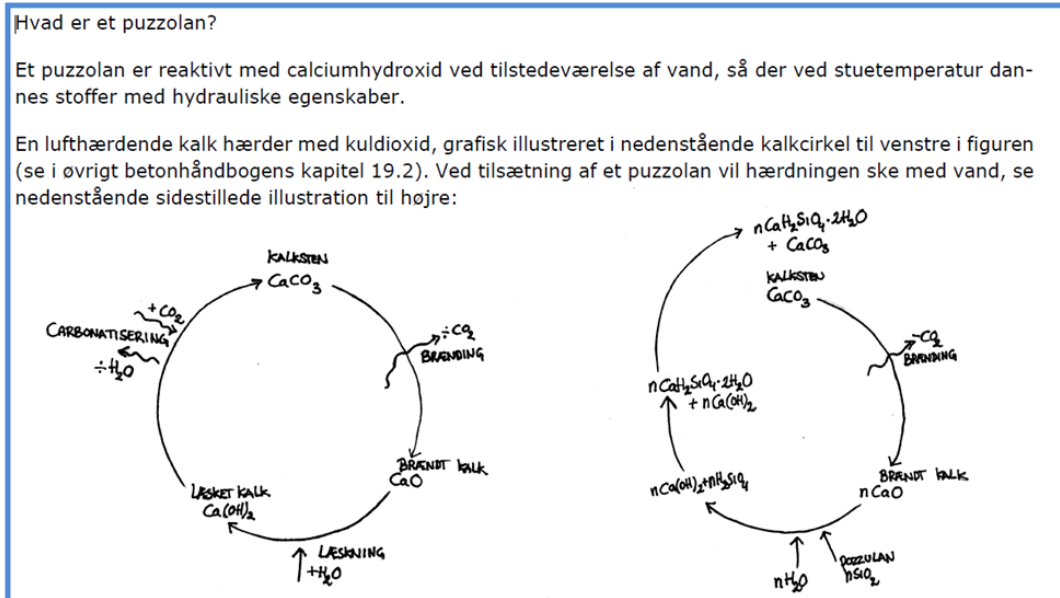 Hvad er et puzzolan?
Et puzzolan er reaktivt med calciumhydroxid ved tilstedeværelse af vand, så der ved stuetemperatur dan-
nes stoffer med hydrauliske egenskaber.
En lufthærdende kalk hærder med kuldioxid, grafisk illustreret i nedenstående kalkcirkel til venstre i figuren
(se i øvrigt betonhåndbogens kapitel 19.2). Ved tilsætning af et puzzolan vil hærdningen ske med vand, se
nedenstående sidestillede illustration til højre:
KALKSTEN
CaCO₃
÷CO₂
BRÆNDING
BRÆNDT KALK
CaO
LÆSKNING
+H₂O
LÆSKET KALK
Ca(OH)₂
+CO₂
CARBONATISERING
÷H₂O
nCaH₂SiO₄·2H₂O
+ CaCO₃
KALKSTEN
CaCO₃
-CO₂
BRÆNDING
BRÆNDT KALK
nCaO
POZZULAN
nSiO₂
nH₂O
nCa(OH)₂+nH₂SiO₄
nCaH₂SiO₄·2H₂O
+ nCa(OH)₂